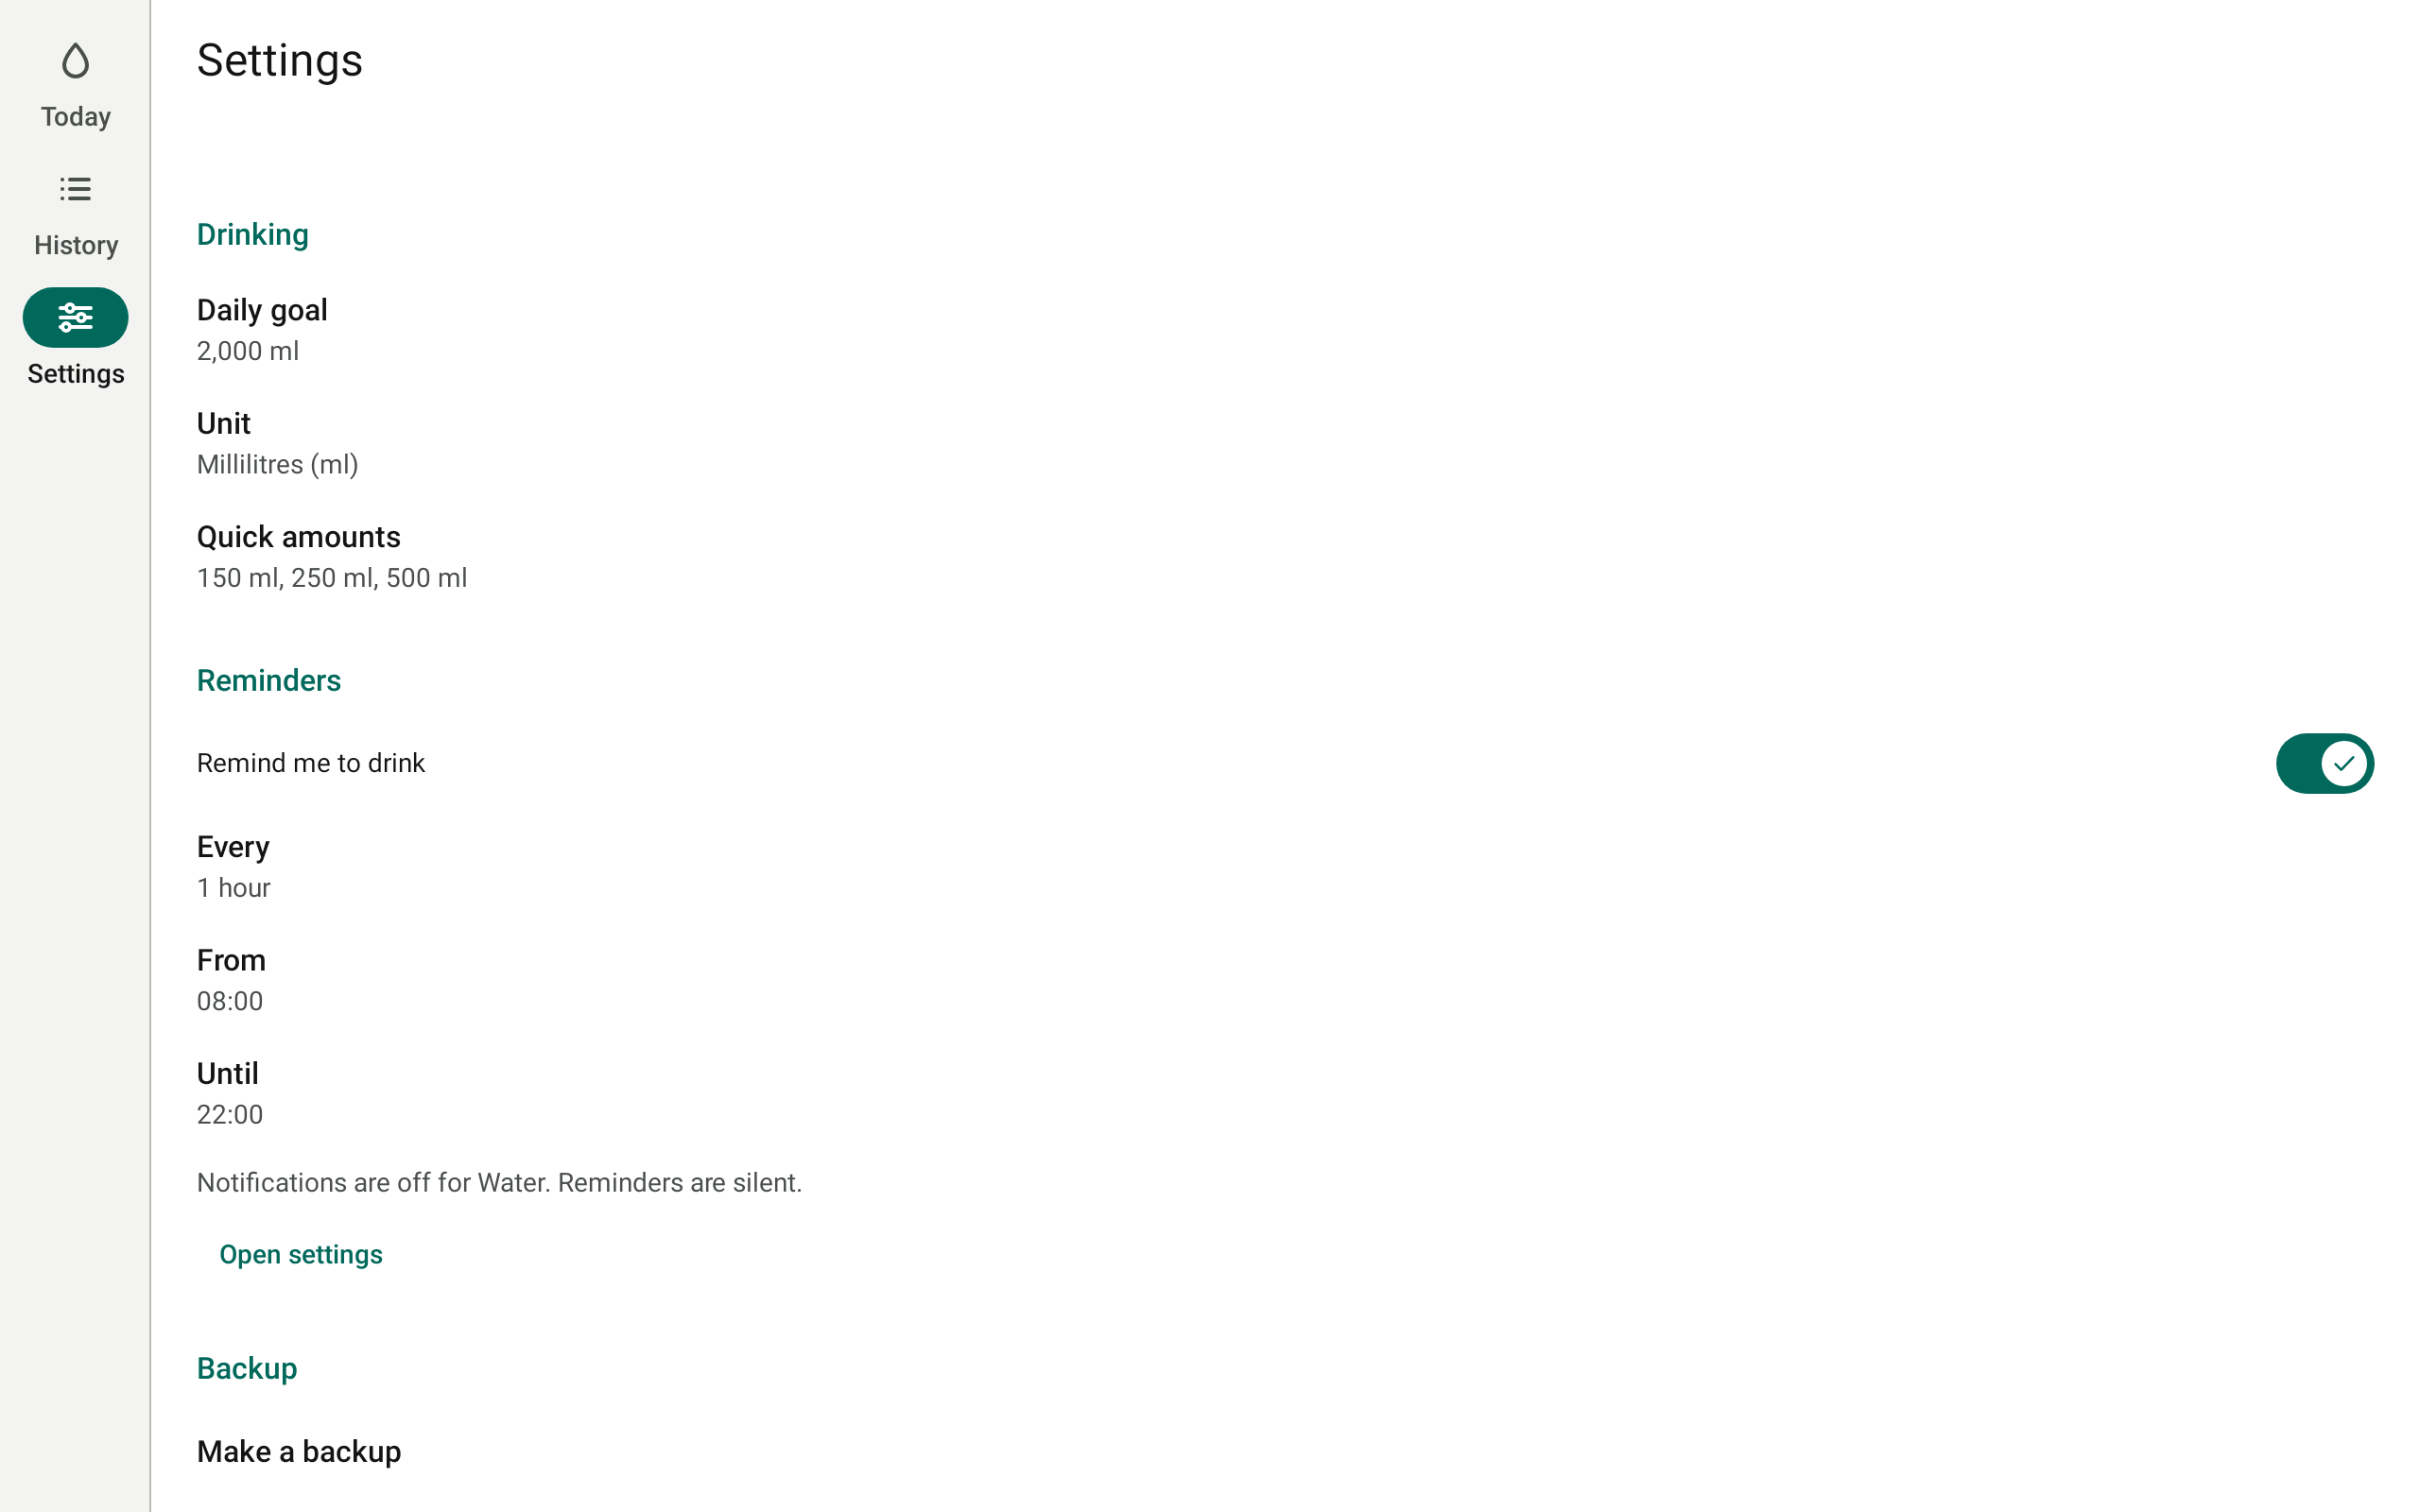 Today
History
Settings
Settings
Drinking
Daily goal
2,000 ml
Unit
Millilitres (ml)
Quick amounts
150 ml, 250 ml, 500 ml
Reminders
Remind me to drink
Every
1 hour
From
08:00
Until
22:00
Notifications are off for Water. Reminders are silent.
Open settings
Backup
Make a backup